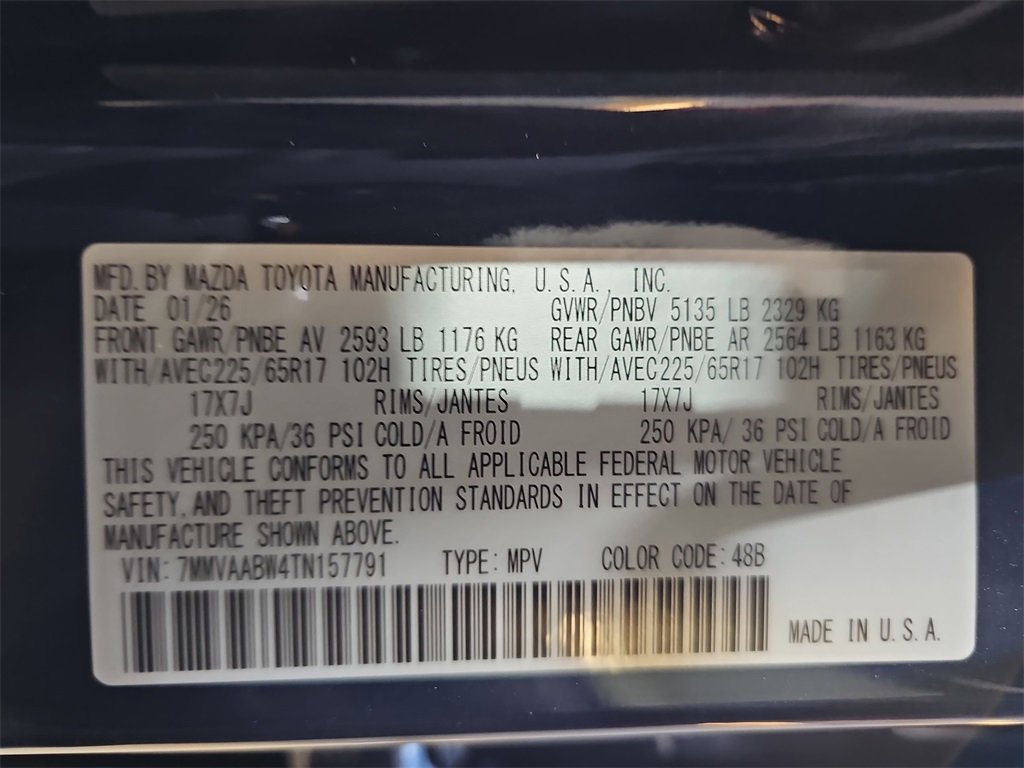 MFD. BY MAZDA TOYOTA MANUFACTURING, U.S.A., INC.
DATE 01/26 GVWR/PNBV 5135 LB 2329 KG
FRONT GAWR/PNBE AV 2593 LB 1176 KG REAR GAWR/PNBE AR 2564 LB 1163 KG
WITH/AVEC225/65R17 102H TIRES/PNEUS WITH/AVEC225/65R17 102H TIRES/PNEUS
17X7J RIMS/JANTES 17X7J RIMS/JANTES
250 KPA/36 PSI COLD/A FROID 250 KPA/ 36 PSI COLD/A FROID
THIS VEHICLE CONFORMS TO ALL APPLICABLE FEDERAL MOTOR VEHICLE
SAFETY, AND THEFT PREVENTION STANDARDS IN EFFECT ON THE DATE OF
MANUFACTURE SHOWN ABOVE.
VIN: 7MMVAABW4TN157791 TYPE: MPV COLOR CODE: 48B
MADE IN U.S.A.